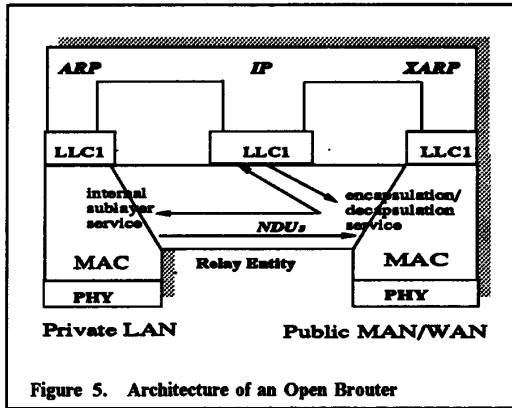 ARP IP XARP
LLC1 LLC1 LLC1
internal
sublayer
service
encapsulation/
decapsulation
service
NDUs
MAC Relay Entity MAC
PHY PHY
Private LAN Public MAN/WAN
Figure 5. Architecture of an Open Brouter